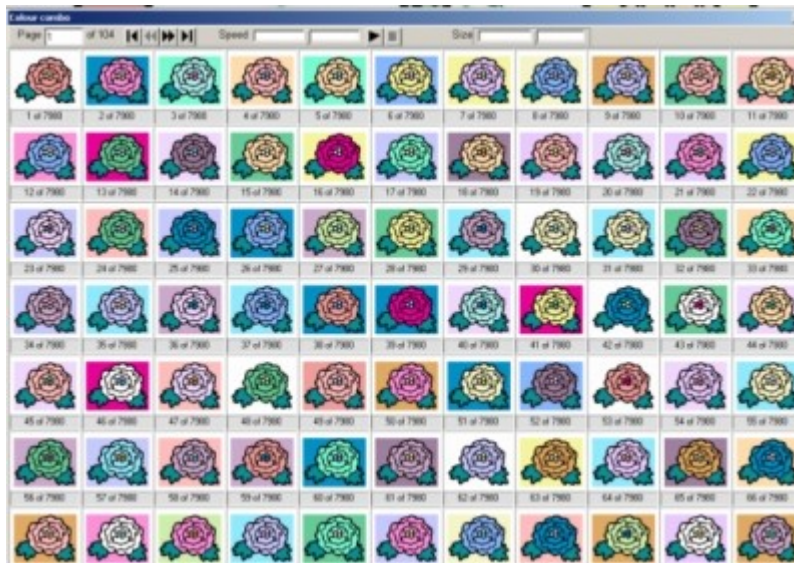 Colour combo
Page 1 of 104 Speed Size
1 of 7980 2 of 7980 3 of 7980 4 of 7980 5 of 7980 6 of 7980 7 of 7980 8 of 7980 9 of 7980 10 of 7980 11 of 7980
12 of 7980 13 of 7980 14 of 7980 15 of 7980 16 of 7980 17 of 7980 18 of 7980 19 of 7980 20 of 7980 21 of 7980 22 of 7980
23 of 7980 24 of 7980 25 of 7980 26 of 7980 27 of 7980 28 of 7980 29 of 7980 30 of 7980 31 of 7980 32 of 7980 33 of 7980
34 of 7980 35 of 7980 36 of 7980 37 of 7980 38 of 7980 39 of 7980 40 of 7980 41 of 7980 42 of 7980 43 of 7980 44 of 7980
45 of 7980 46 of 7980 47 of 7980 48 of 7980 49 of 7980 50 of 7980 51 of 7980 52 of 7980 53 of 7980 54 of 7980 55 of 7980
56 of 7980 57 of 7980 58 of 7980 59 of 7980 60 of 7980 61 of 7980 62 of 7980 63 of 7980 64 of 7980 65 of 7980 66 of 7980